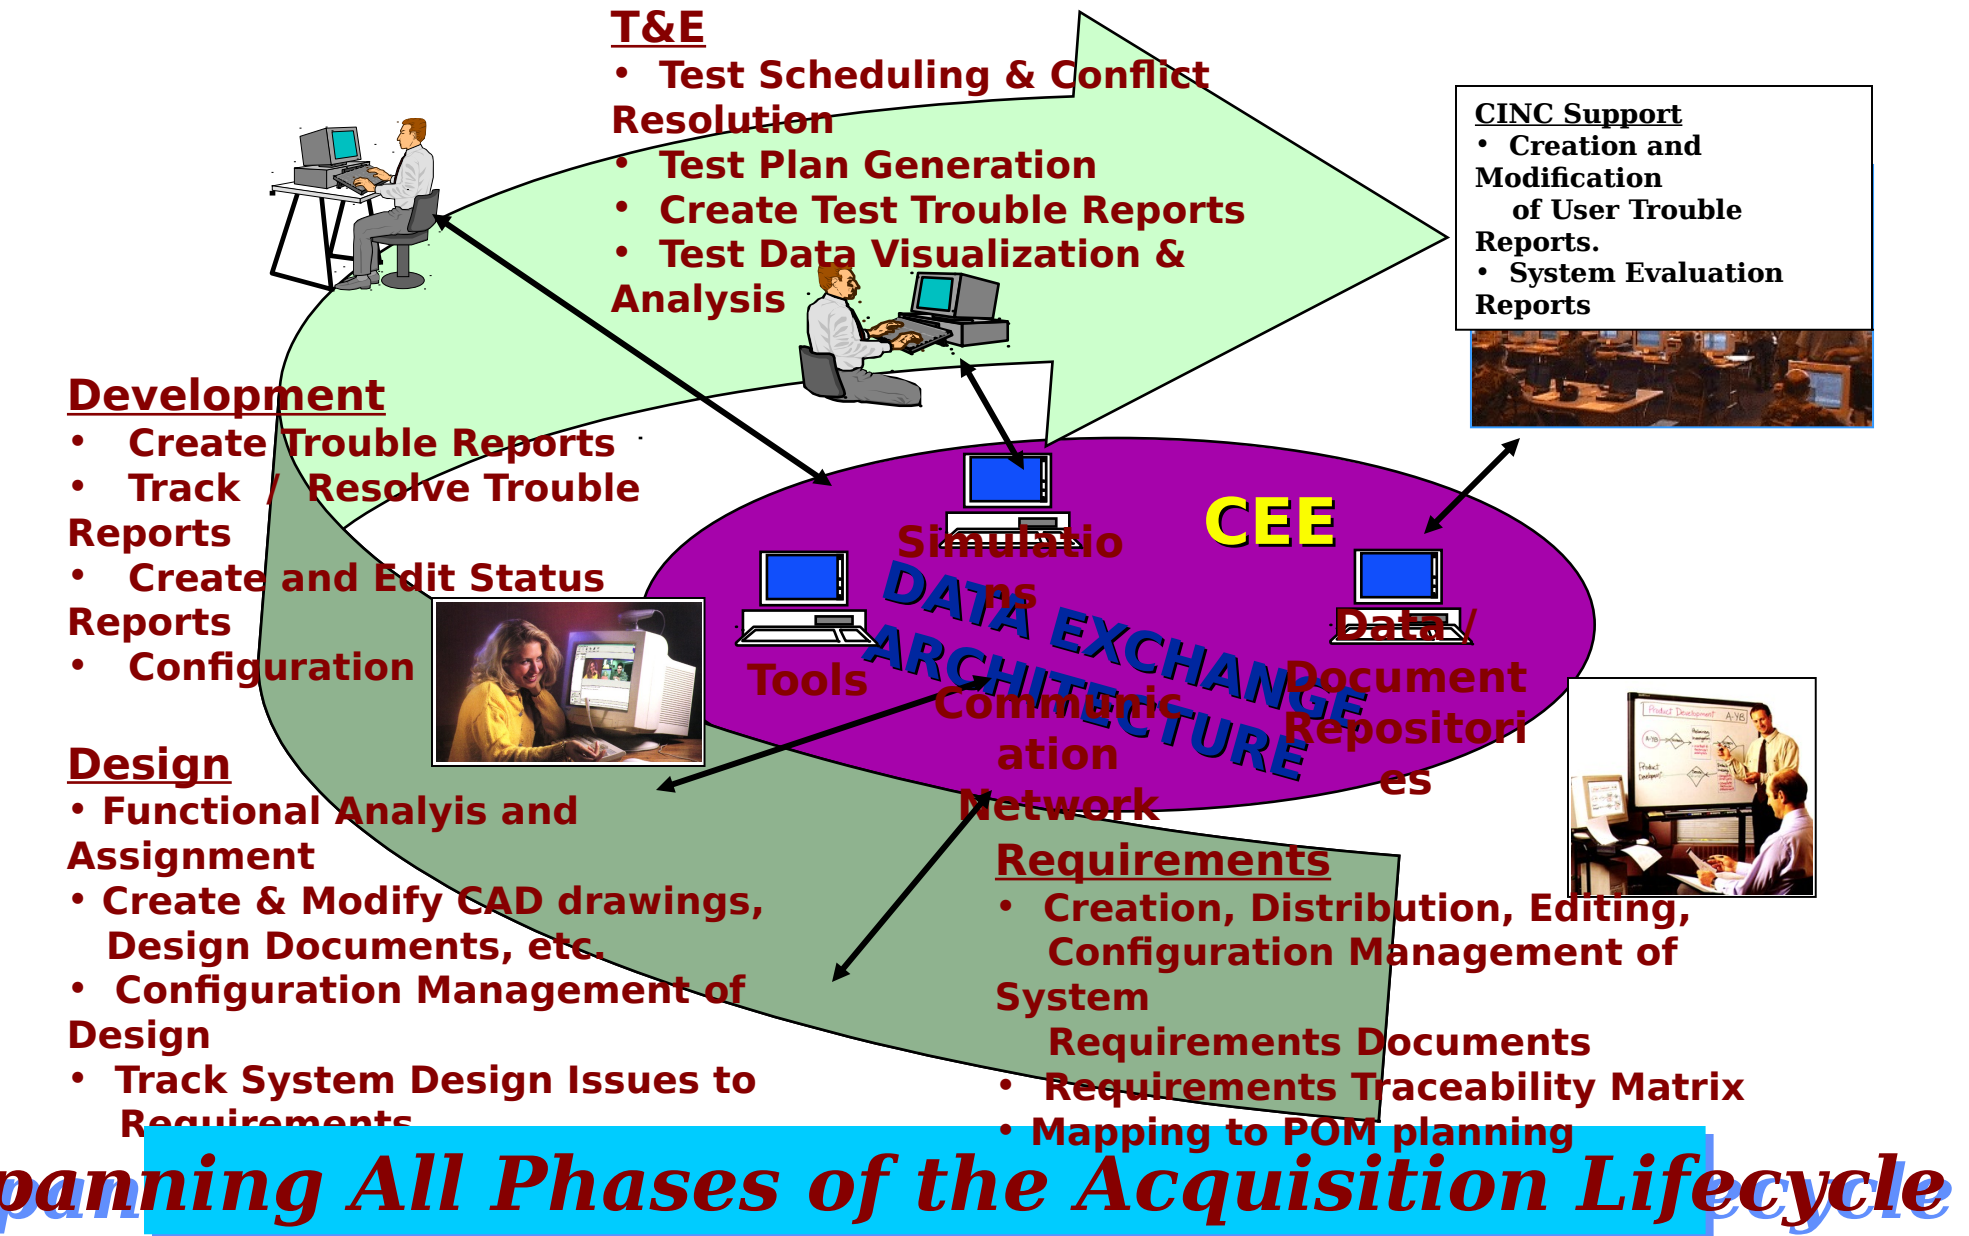 T&E
• Test Scheduling & Conflict
Resolution
• Test Plan Generation
• Create Test Trouble Reports
• Test Data Visualization &
Analysis
CINC Support
• Creation and
Modification
of User Trouble
Reports.
• System Evaluation
Reports
Development
• Create Trouble Reports
• Track / Resolve Trouble
Reports
• Create and Edit Status
Reports
• Configuration
CEE
Simulatio
ns
DATA EXCHANGE
ARCHITECTURE
Tools
Communic
ation
Network
Data /
Document
Repositori
es
Product Development
A-YB
Product
Development
Design
• Functional Analyis and
Assignment
• Create & Modify CAD drawings,
Design Documents, etc.
• Configuration Management of
Design
• Track System Design Issues to
Requirements
Requirements
• Creation, Distribution, Editing,
Configuration Management of
System
Requirements Documents
• Requirements Traceability Matrix
• Mapping to POM planning
panning All Phases of the Acquisition Lifecycle